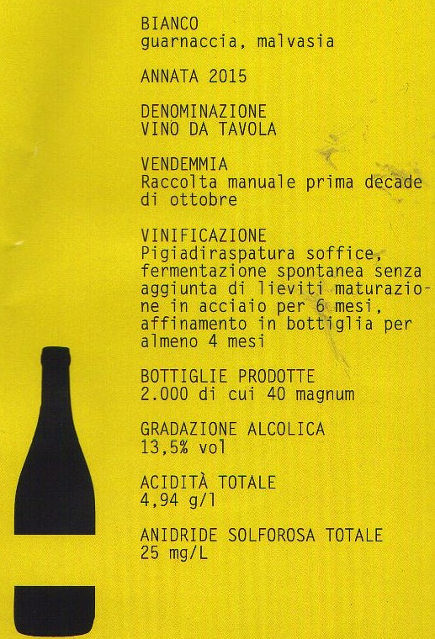 BIANCO
guarnaccia, malvasia
ANNATA 2015
DENOMINAZIONE
VINO DA TAVOLA
VENDEMMIA
Raccolta manuale prima decade
di ottobre
VINIFICAZIONE
Pigiadiraspatura soffice,
fermentazione spontanea senza
aggiunta di lieviti maturazio-
ne in acciaio per 6 mesi,
affinamento in bottiglia per
almeno 4 mesi
BOTTIGLIE PRODOTTE
2.000 di cui 40 magnum
GRADAZIONE ALCOLICA
13,5% vol
ACIDITÀ TOTALE
4,94 g/l
ANIDRIDE SOLFOROSA TOTALE
25 mg/L